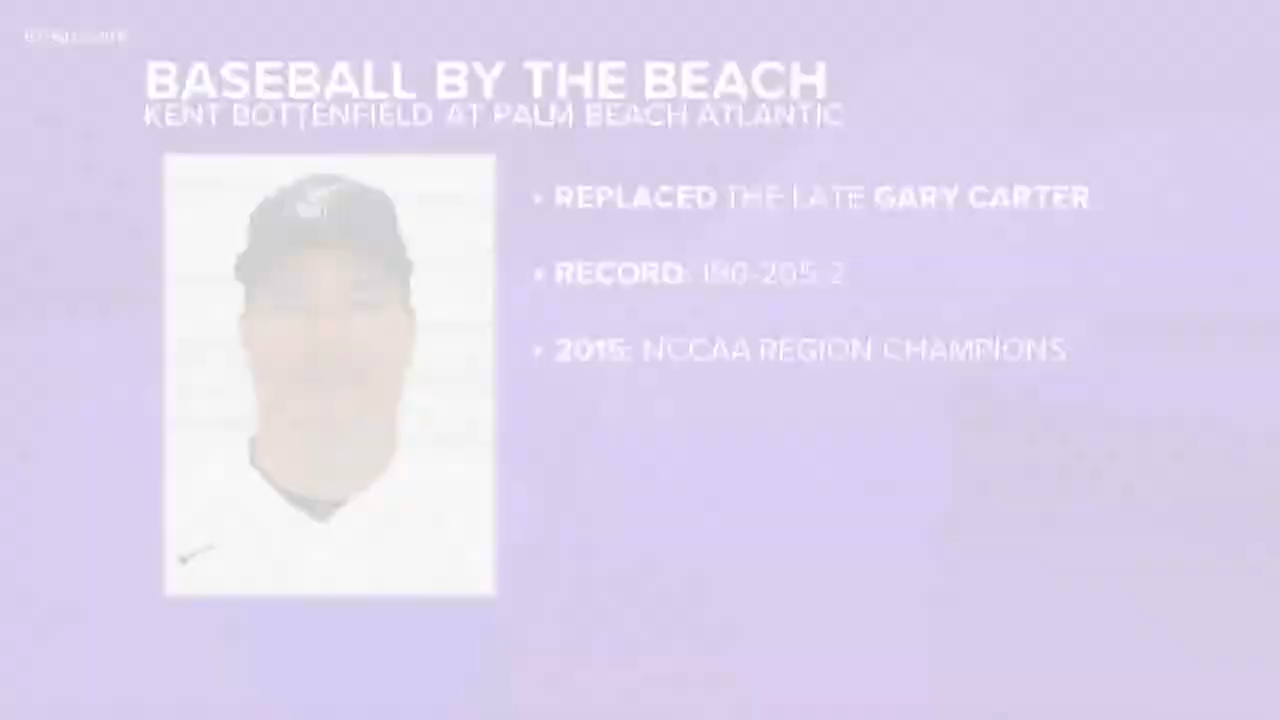 BASEBALL BY THE BEACH
KENT BOTTENFIELD AT PALM BEACH ATLANTIC
• REPLACED THE LATE GARY CARTER
• RECORD: 190-205-2
• 2015: NCCAA REGION CHAMPIONS